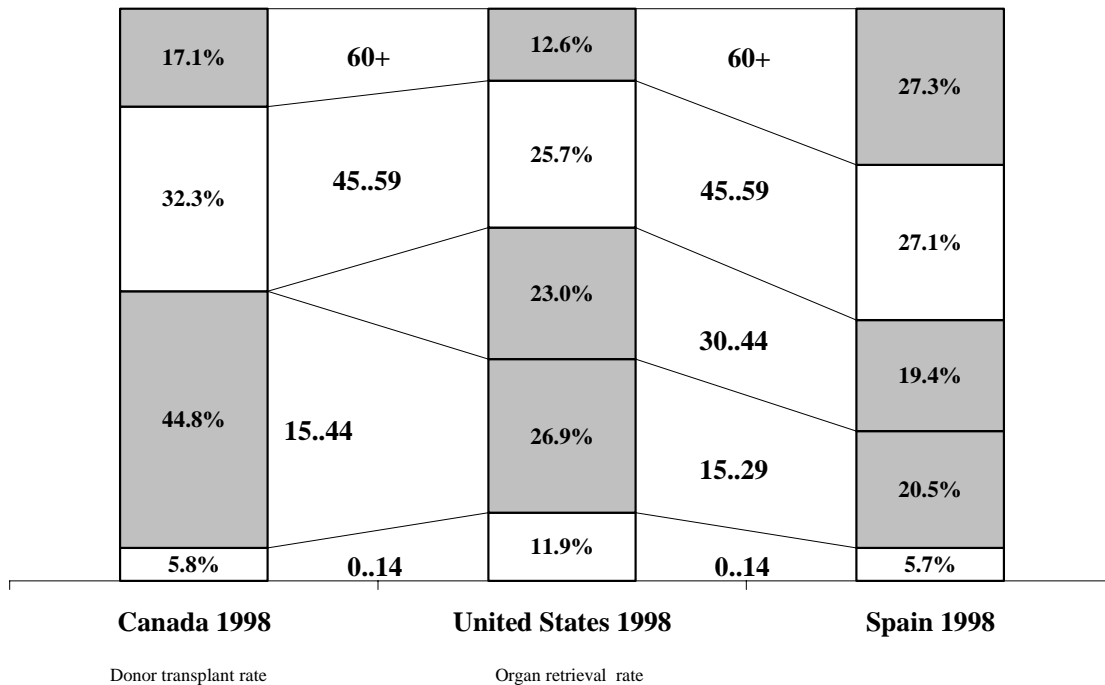 17.1% 60+ 12.6% 60+
27.3%
25.7%
45..59 45..59
32.3%
27.1%
23.0%
30..44
19.4%
44.8% 15..44 26.9%
15..29
20.5%
11.9%
5.8% 0..14 0..14 5.7%
Canada 1998 United States 1998 Spain 1998
Donor transplant rate Organ retrieval rate